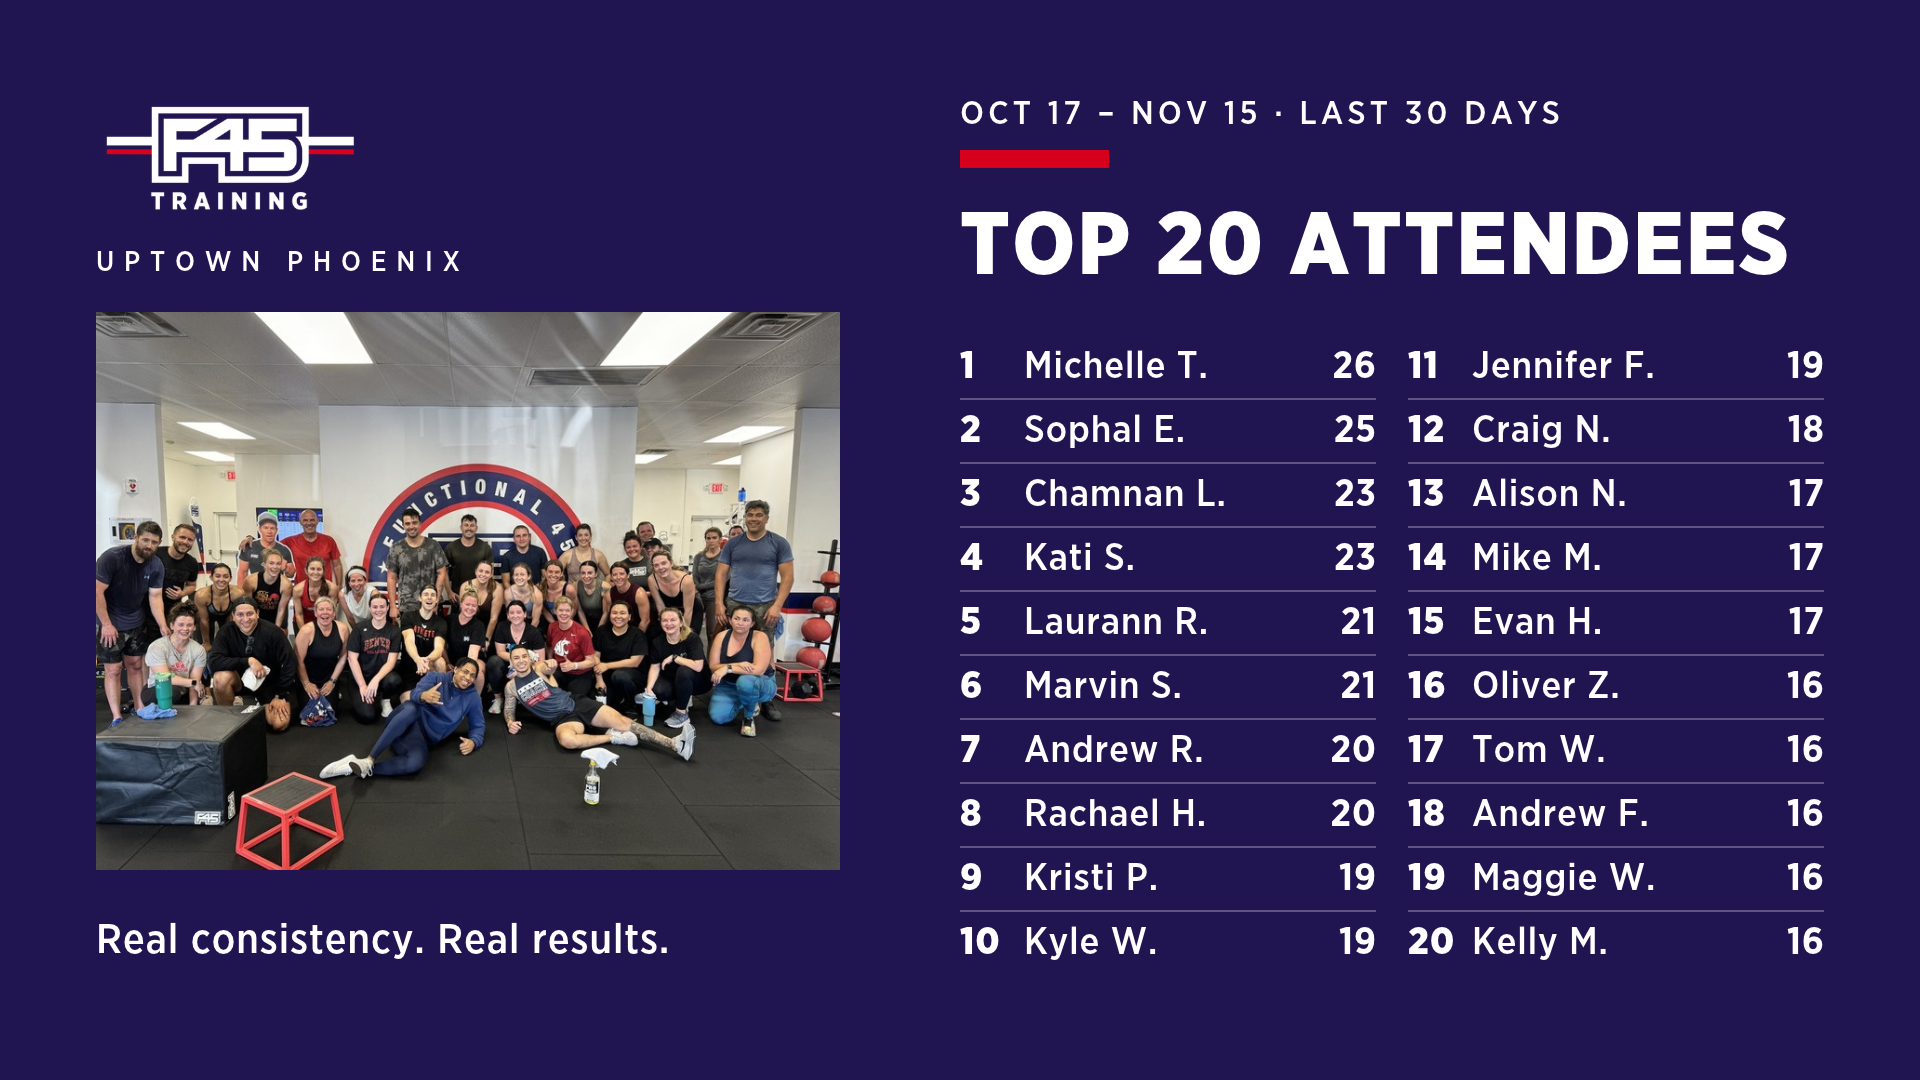 F45
TRAINING
UPTOWN PHOENIX
FUNCTIONAL 45
Real consistency. Real results.
OCT 17 – NOV 15 · LAST 30 DAYS
TOP 20 ATTENDEES
1 Michelle T. 26
2 Sophal E. 25
3 Chamnan L. 23
4 Kati S. 23
5 Laurann R. 21
6 Marvin S. 21
7 Andrew R. 20
8 Rachael H. 20
9 Kristi P. 19
10 Kyle W. 19
11 Jennifer F. 19
12 Craig N. 18
13 Alison N. 17
14 Mike M. 17
15 Evan H. 17
16 Oliver Z. 16
17 Tom W. 16
18 Andrew F. 16
19 Maggie W. 16
20 Kelly M. 16